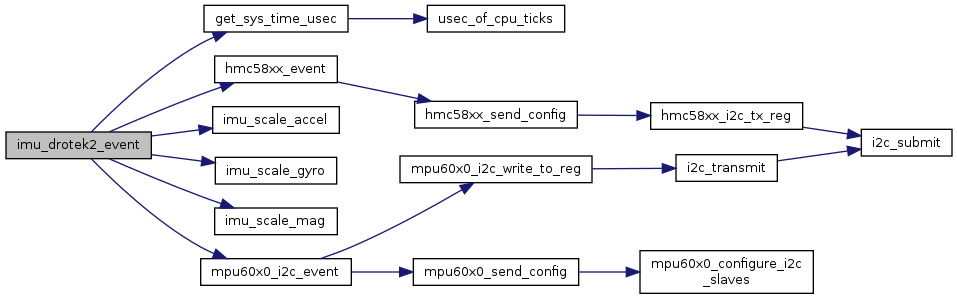 get_sys_time_usec
usec_of_cpu_ticks
hmc58xx_event
hmc58xx_send_config
hmc58xx_i2c_tx_reg
imu_scale_accel
i2c_submit
imu_drotek2_event
imu_scale_gyro
mpu60x0_i2c_write_to_reg
i2c_transmit
imu_scale_mag
mpu60x0_i2c_event
mpu60x0_send_config
mpu60x0_configure_i2c
_slaves